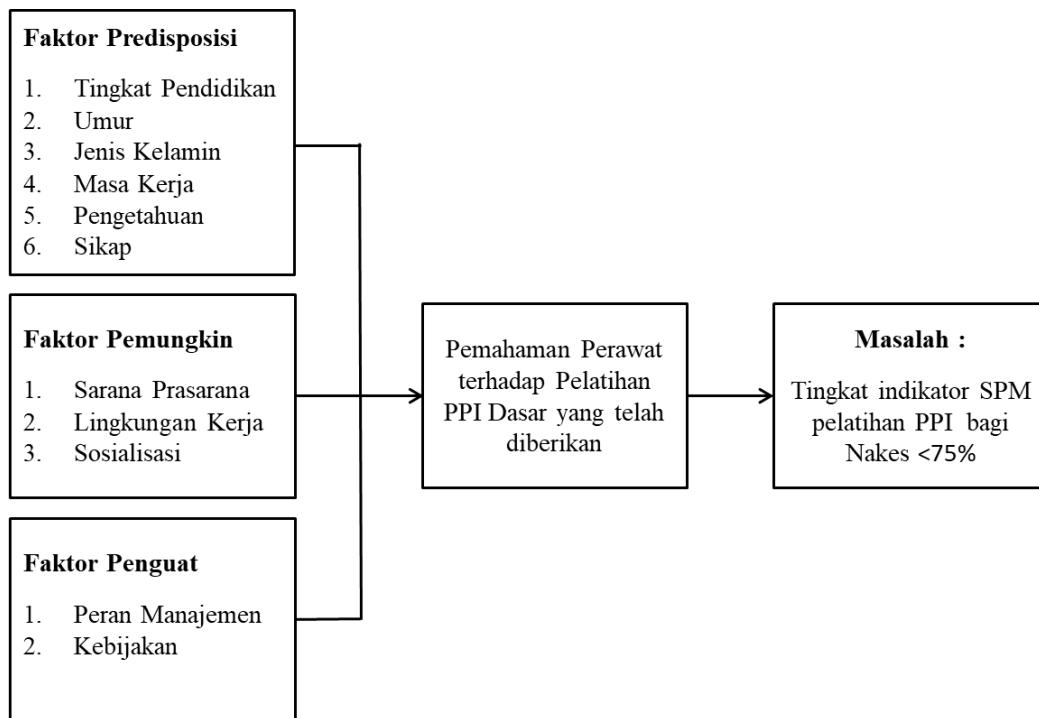 Faktor Predisposisi
1. Tingkat Pendidikan
2. Umur
3. Jenis Kelamin
4. Masa Kerja
5. Pengetahuan
6. Sikap
Faktor Pemungkin
1. Sarana Prasarana
2. Lingkungan Kerja
3. Sosialisasi
Faktor Penguat
1. Peran Manajemen
2. Kebijakan
Pemahaman Perawat
terhadap Pelatihan
PPI Dasar yang telah
diberikan
Masalah :
Tingkat indikator SPM
pelatihan PPI bagi
Nakes <75%